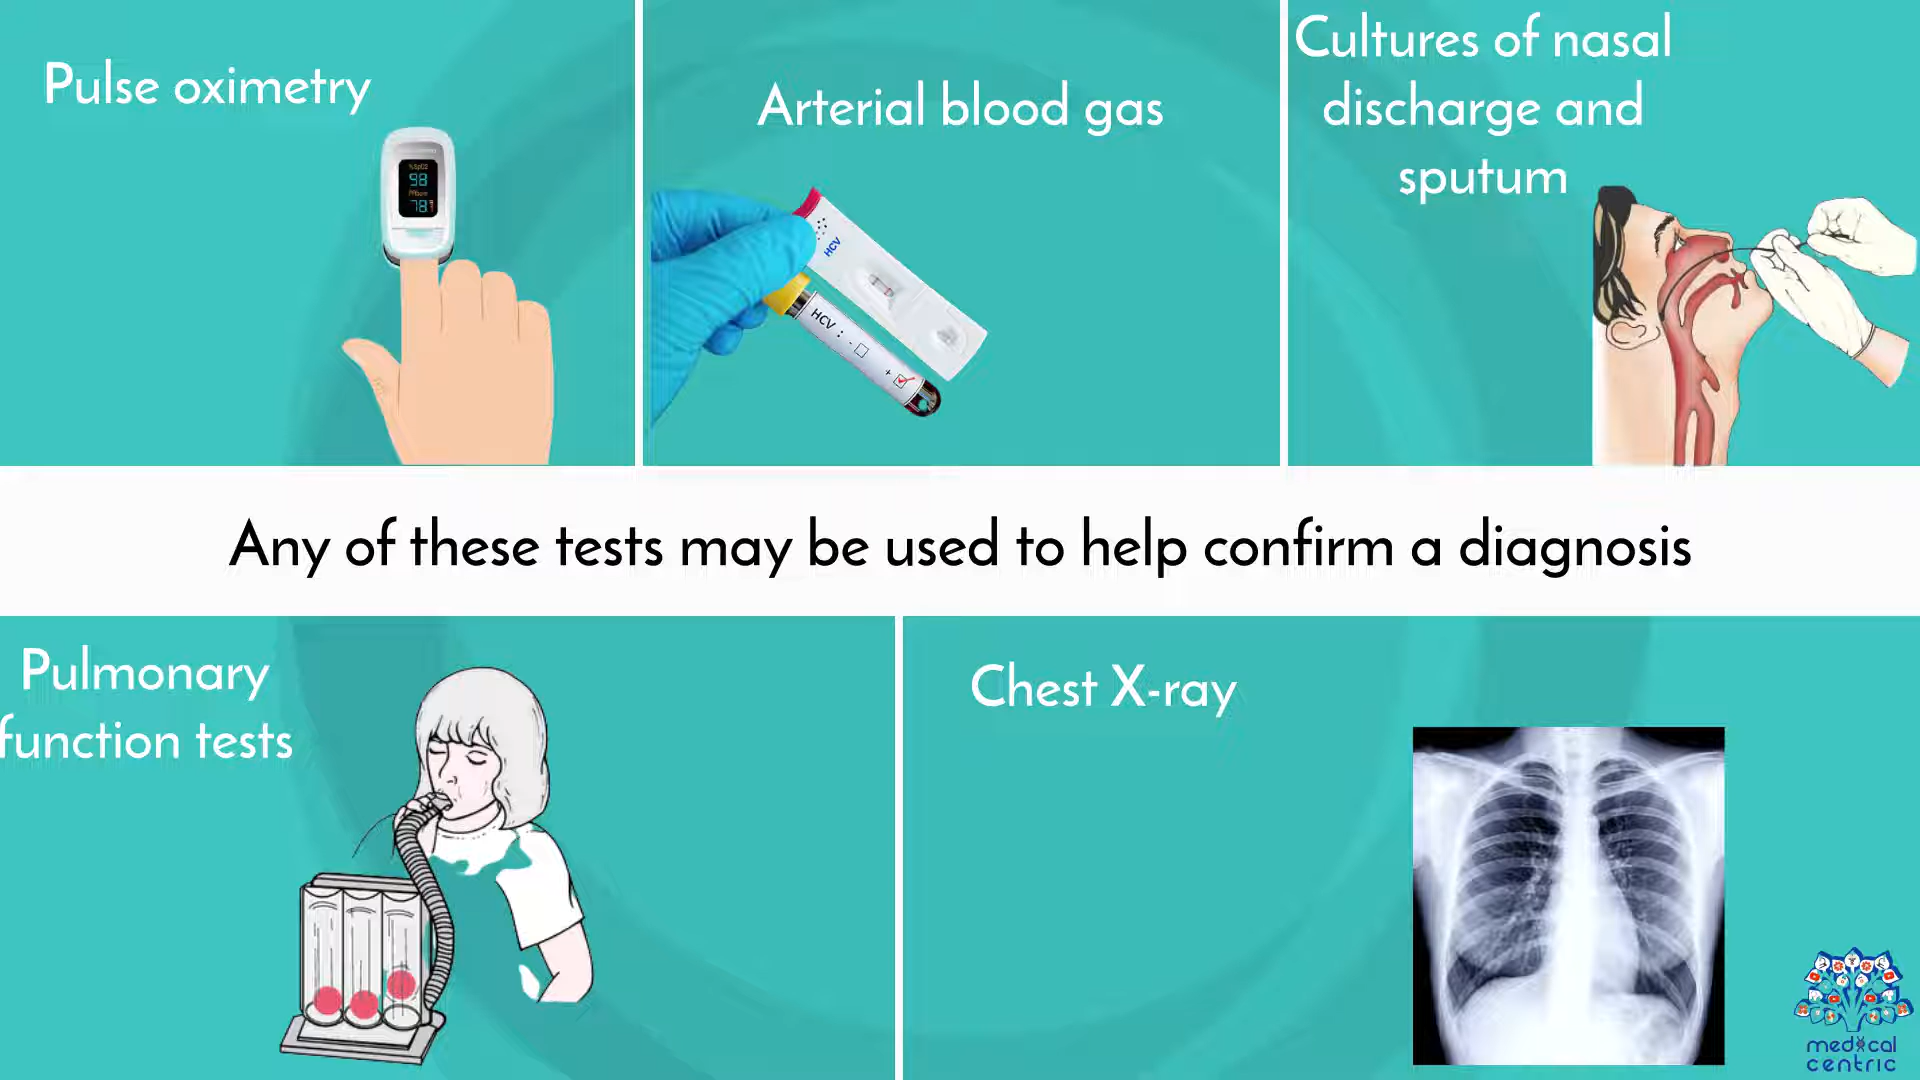 Pulse oximetry
%SpO2
98
78
Arterial blood gas
HCV
HCV : -
+
Cultures of nasal
discharge and
sputum
Any of these tests may be used to help confirm a diagnosis
Pulmonary
function tests
Chest X-ray
medical
centric